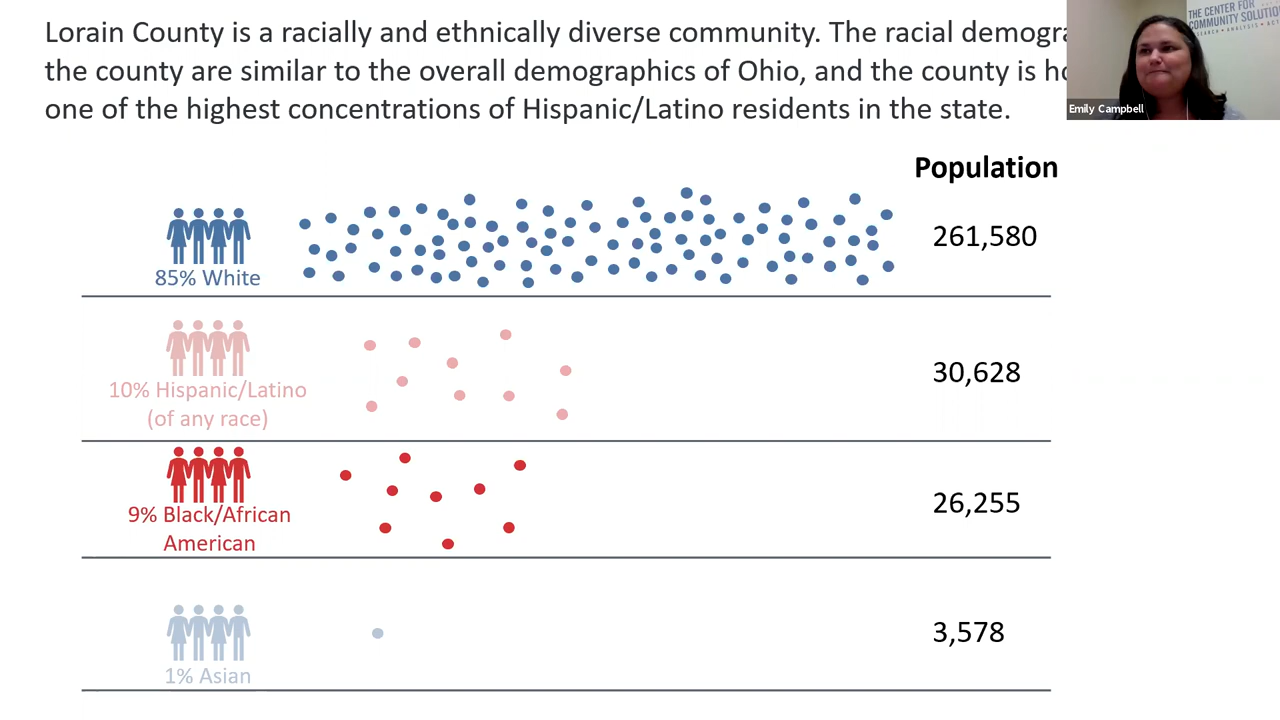 Lorain County is a racially and ethnically diverse community. The racial
the county are similar to the overall demographics of Ohio, and the county is
one of the highest concentrations of Hispanic/Latino residents in the state.
THE CENTER FOR
COMMUNITY
Emily Campbell
Population
85% White
261,580
10% Hispanic/Latino
(of any race)
30,628
9% Black/African
American
26,255
1% Asian
3,578